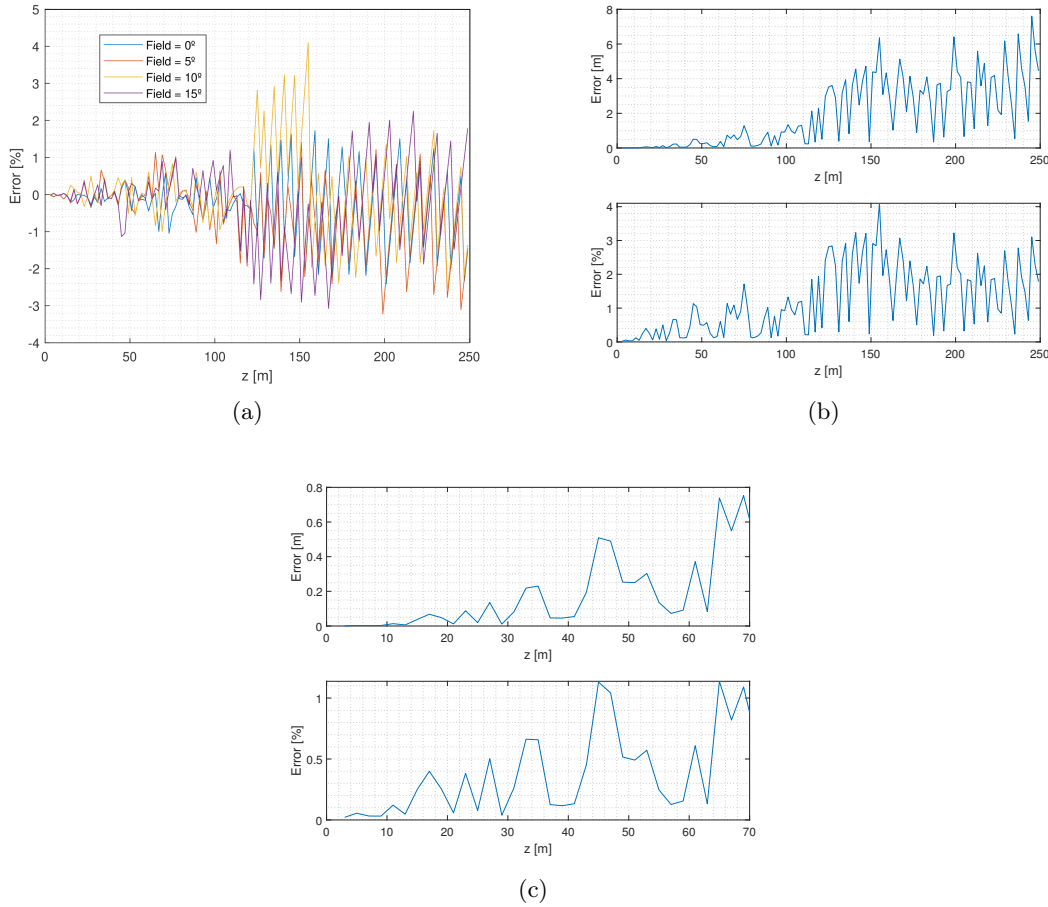 5
4
3
2
1
0
-1
-2
-3
-4
Error [%]
Field = 0º
Field = 5º
Field = 10º
Field = 15º
0 50 100 150 200 250
z [m]
(a)
8
6
4
2
0
Error [m]
0 50 100 150 200 250
z [m]
4
3
2
1
0
Error [%]
0 50 100 150 200 250
z [m]
(b)
0.8
0.6
0.4
0.2
0
Error [m]
0 10 20 30 40 50 60 70
z [m]
1
0.5
0
Error [%]
0 10 20 30 40 50 60 70
z [m]
(c)